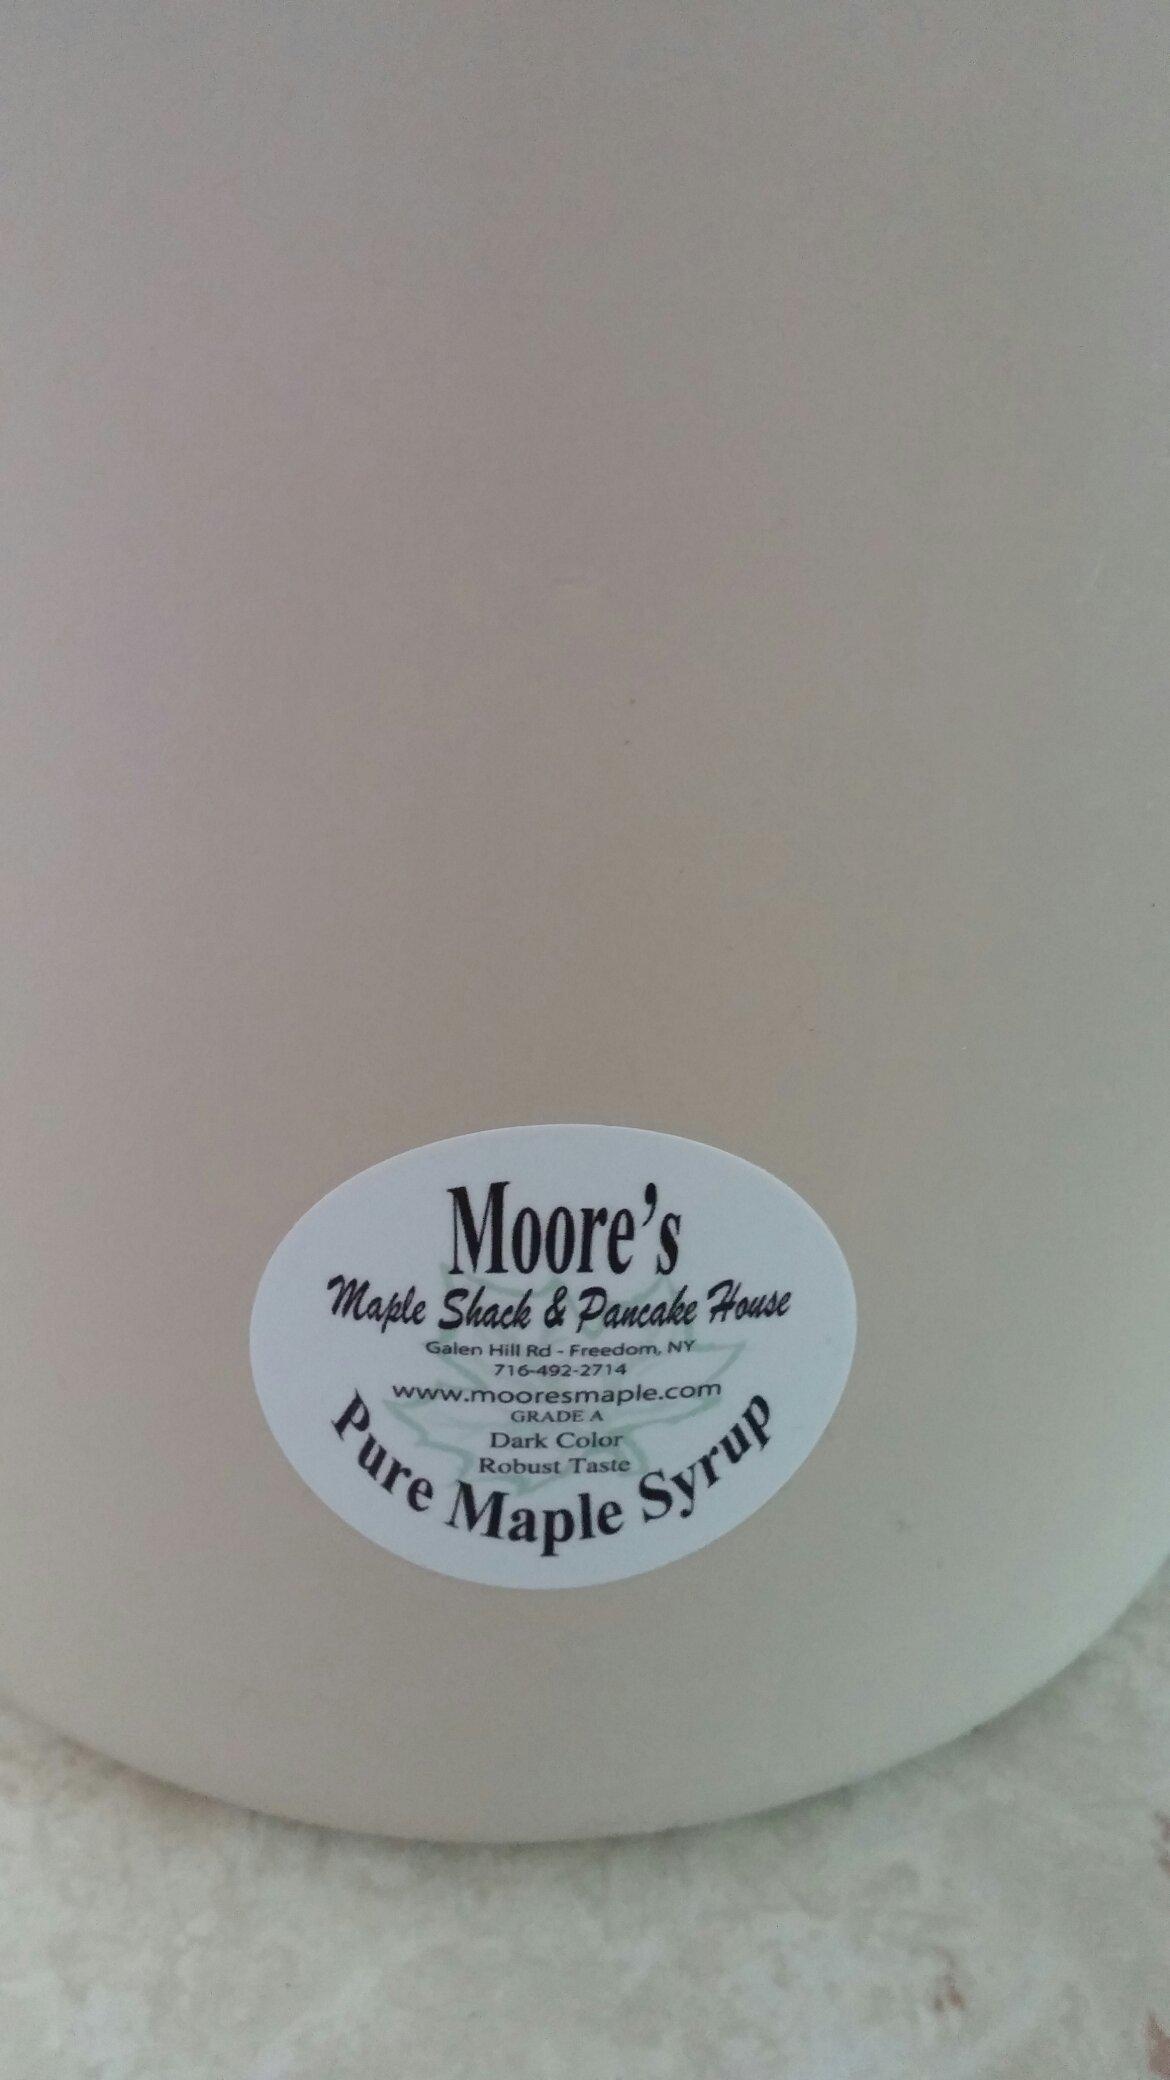 Moore's
Maple Shack & Pancake House
Galen Hill Rd - Freedom, NY
716-492-2714
www.mooresmaple.com
GRADE A
Dark Color
Robust Taste
Pure Maple Syrup